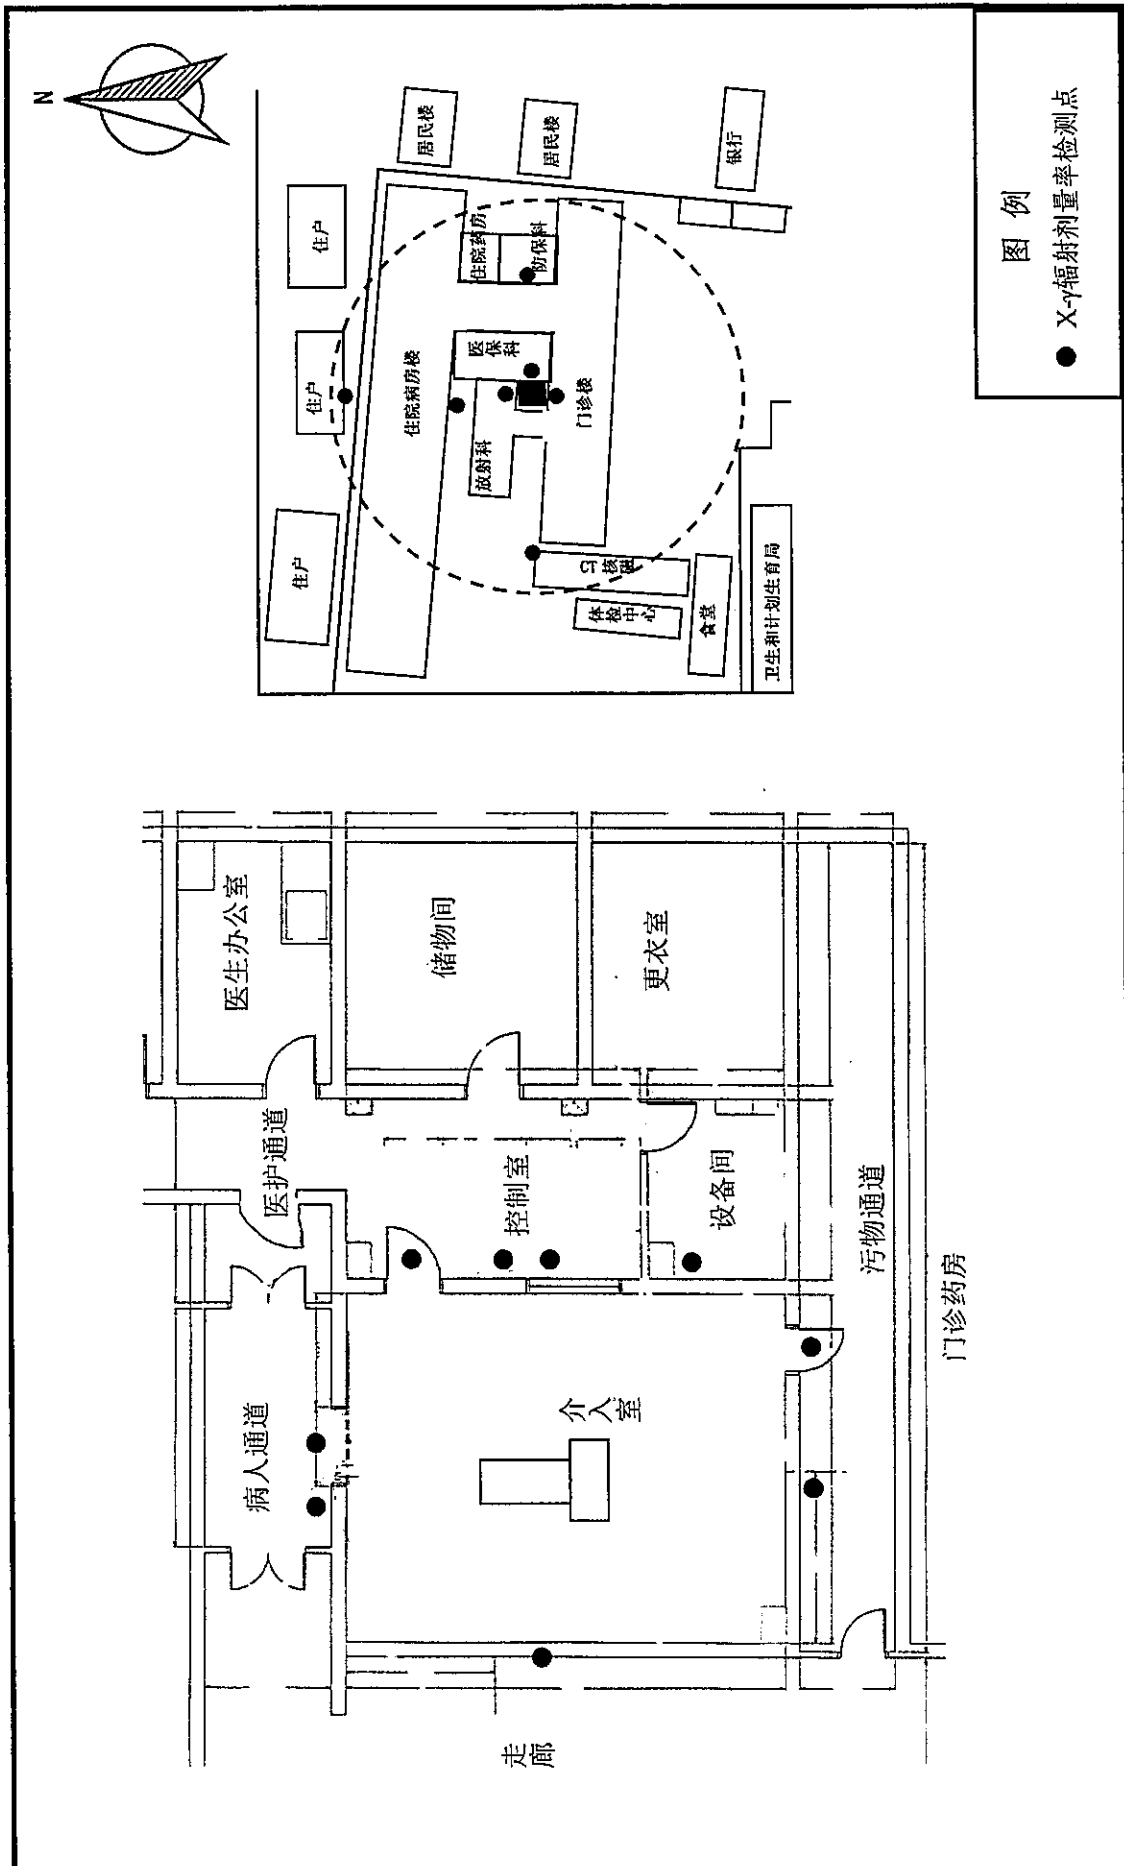 N
住户
住户
住户
居民楼
居民楼
银行
住院病房楼
住院药房
防保科
医
保
科
放射科
门诊楼
核
体
检
中
心
食堂
卫生和计划生育局
图 例
X-γ辐射剂量率检测点
医生办公室
储物间
更衣室
医护通道
控制室
设备间
污物通道
病人通道
介
入
室
门诊药房
走
廊